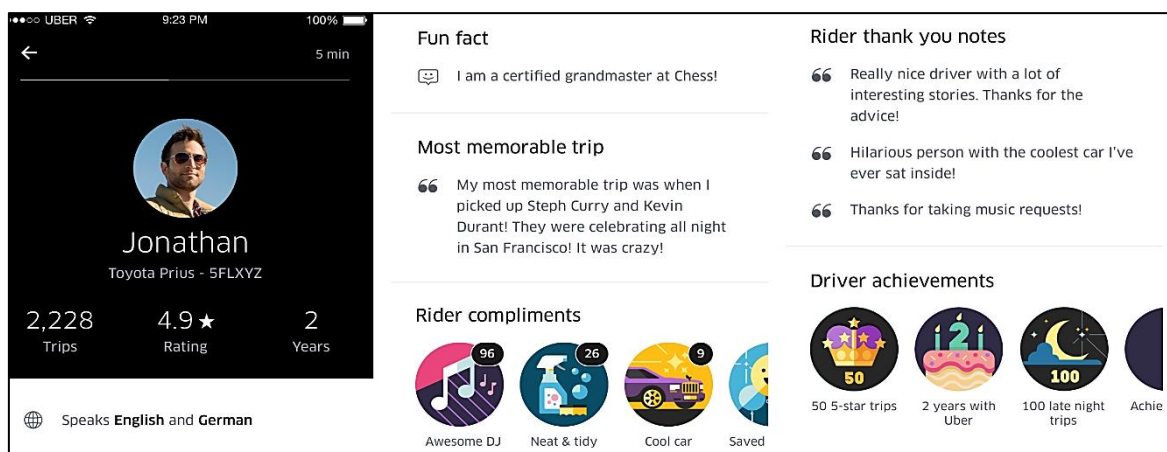 UBER
9:23 PM
100%
5 min
Jonathan
Toyota Prius - 5FLXYZ
2,228
4.9 ★
2
Trips
Rating
Years
Speaks English and German
Fun fact
I am a certified grandmaster at Chess!
Most memorable trip
My most memorable trip was when I
picked up Steph Curry and Kevin
Durant! They were celebrating all night
in San Francisco! It was crazy!
Rider compliments
96
26
9
Awesome DJ
Neat & tidy
Cool car
Saved
Rider thank you notes
Really nice driver with a lot of
interesting stories. Thanks for the
advice!
Hilarious person with the coolest car I've
ever sat inside!
Thanks for taking music requests!
Driver achievements
50
2
100
50 5-star trips
2 years with
Uber
100 late night
trips
Achie